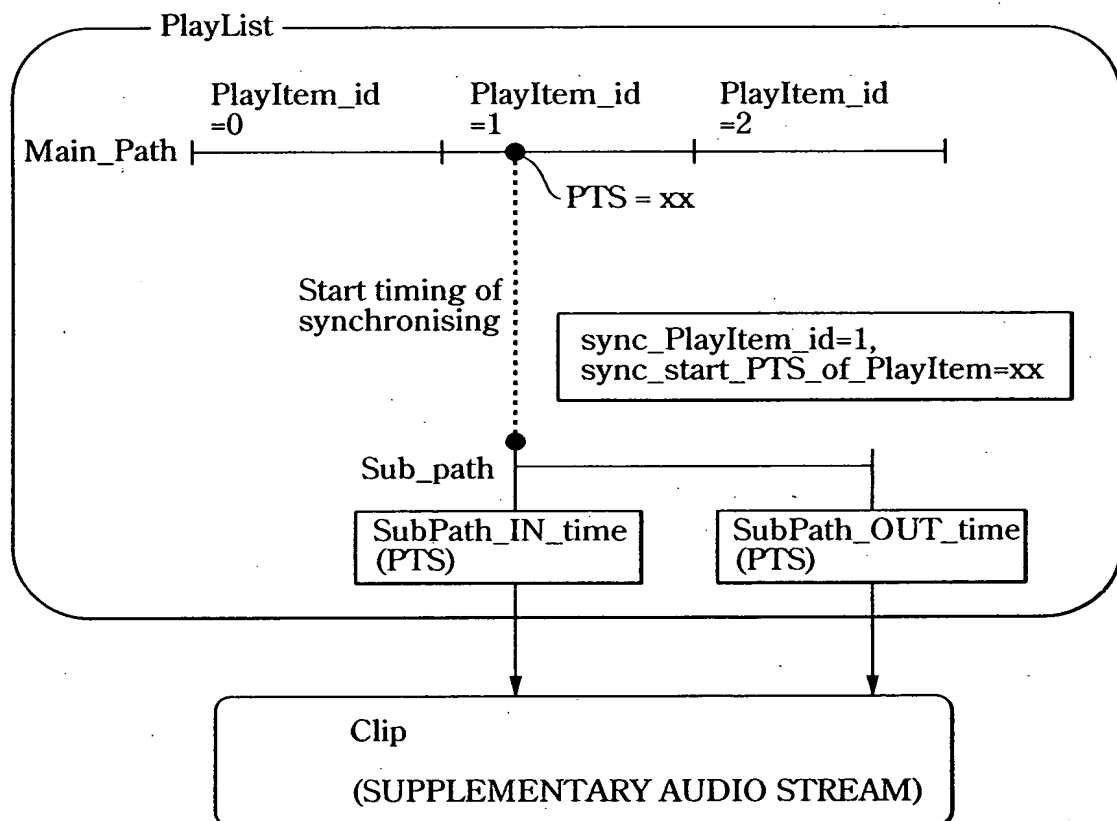 PlayList
PlayItem_id
=0
PlayItem_id
=1
PlayItem_id
=2
Main_Path
PTS = xx
Start timing of
synchronising
sync_PlayItem_id=1,
sync_start_PTS_of_PlayItem=xx
Sub_path
SubPath_IN_time
(PTS)
SubPath_OUT_time
(PTS)
Clip
(SUPPLEMENTARY AUDIO STREAM)